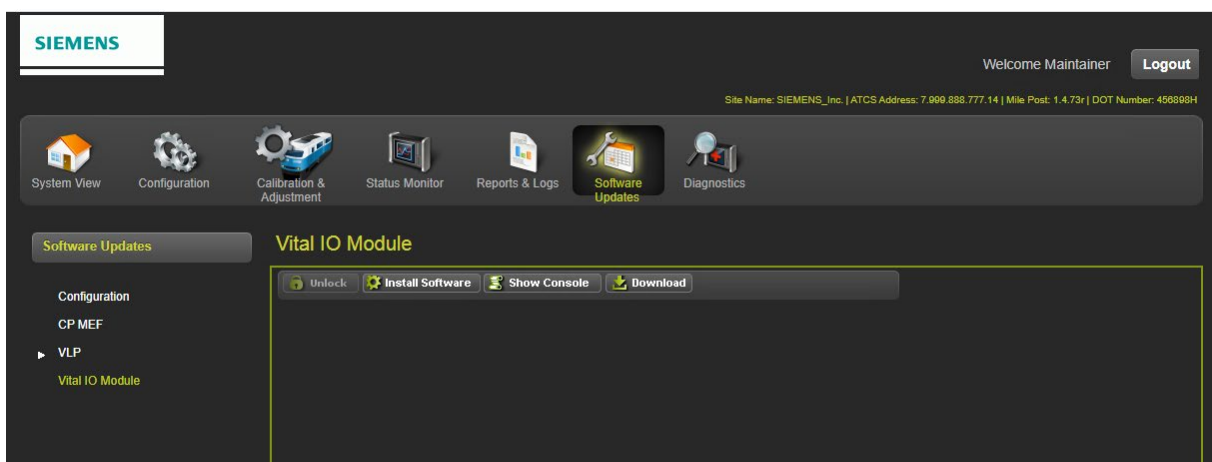 SIEMENS
Welcome Maintainer Logout
Site Name: SIEMENS_Inc. | ATCS Address: 7.999.888.777.14 | Mile Post: 1.4.73r | DOT Number: 456898H
System View Configuration Calibration & Adjustment Status Monitor Reports & Logs Software Updates Diagnostics
Software Updates
Vital IO Module
Unlock Install Software Show Console Download
Configuration
CP MEF
VLP
Vital IO Module